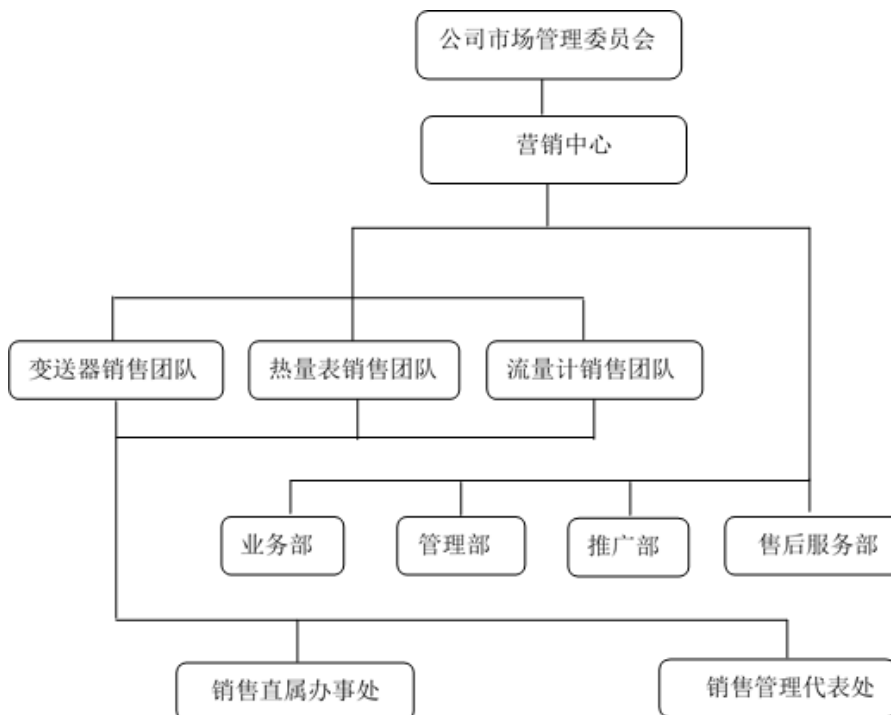 公司市场管理委员会
营销中心
变送器销售团队
热量表销售团队
流量计销售团队
业务部
管理部
推广部
售后服务部
销售直属办事处
销售管理代表处